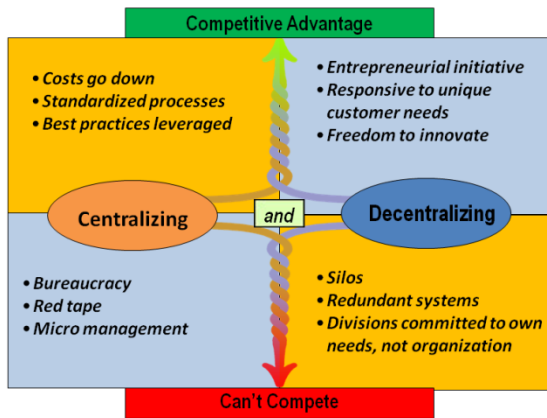 Competitive Advantage
• Costs go down
• Standardized processes
• Best practices leveraged
• Entrepreneurial initiative
• Responsive to unique
customer needs
• Freedom to innovate
Centralizing
and
Decentralizing
• Bureaucracy
• Red tape
• Micro management
• Silos
• Redundant systems
• Divisions committed to own
needs, not organization
Can't Compete